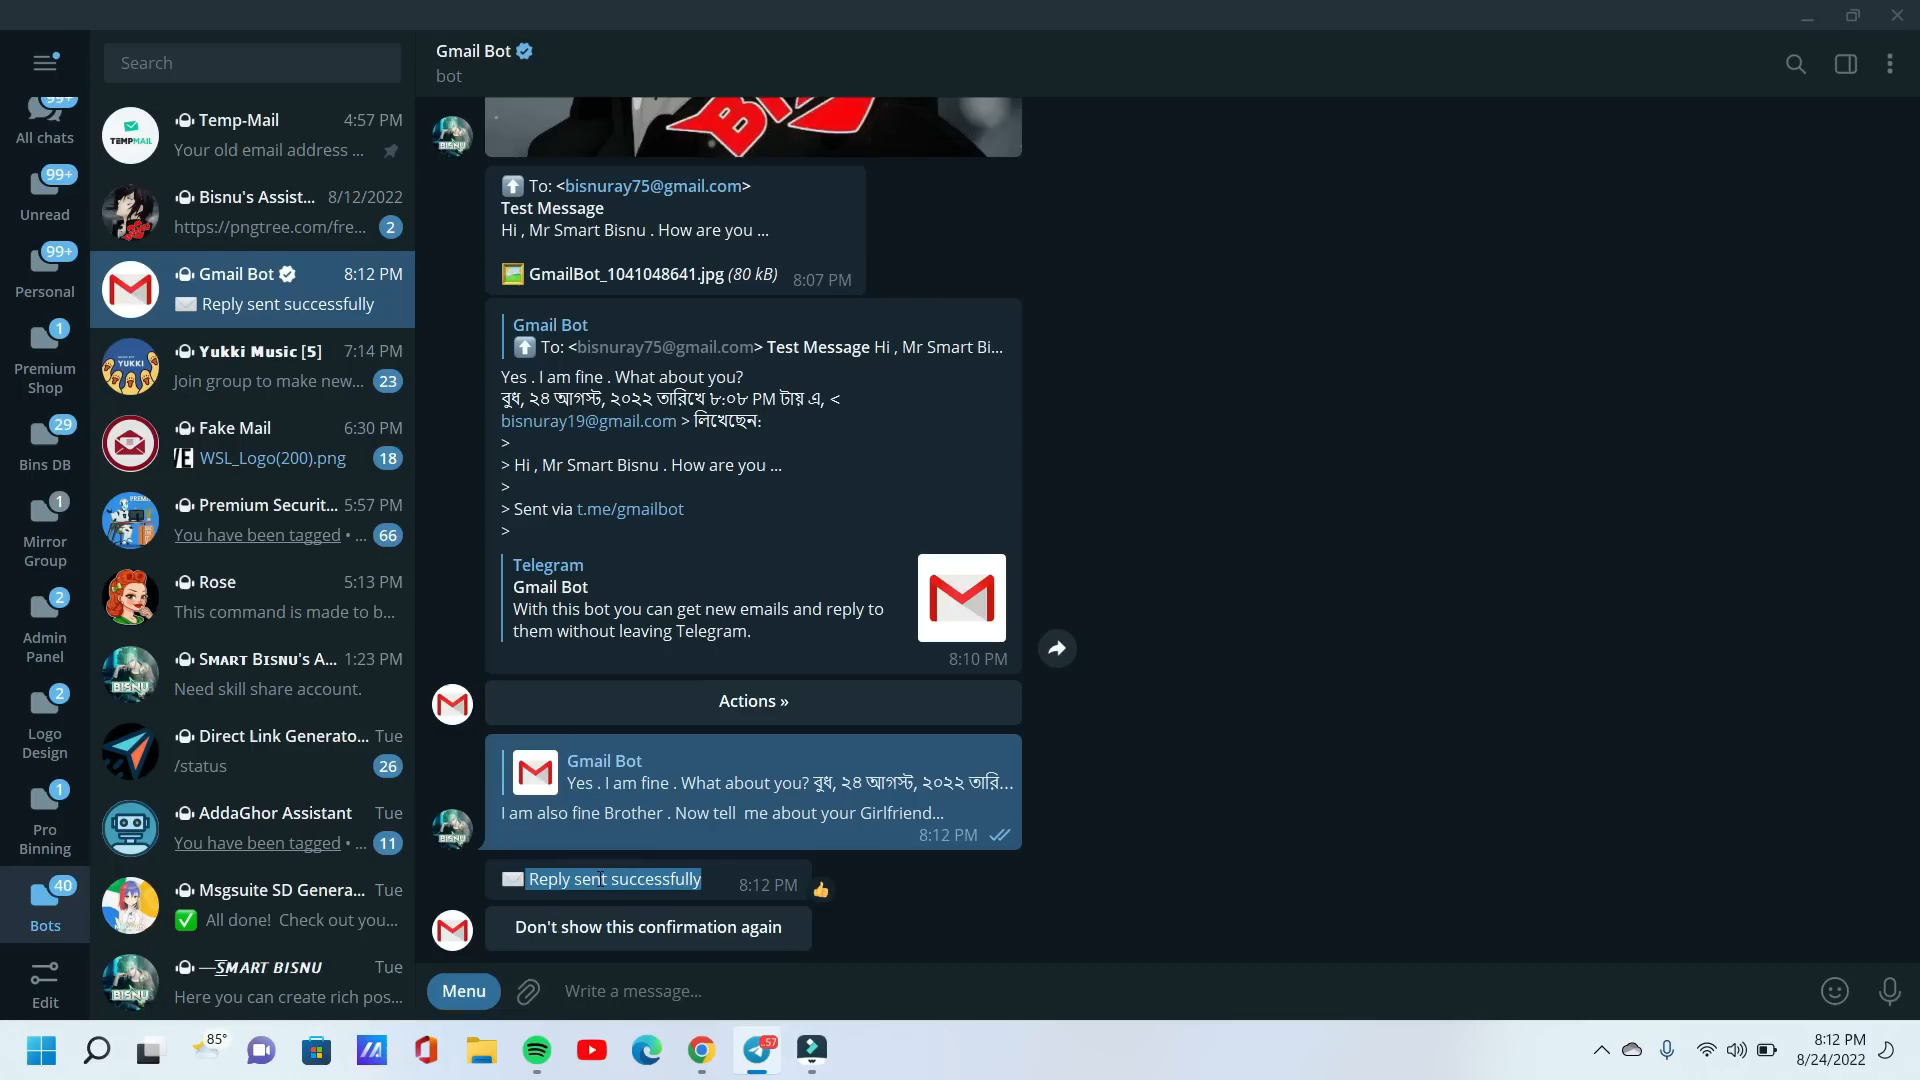 Search
99+
All chats
99+
Unread
99+
Personal
1
Premium
Shop
29
Bins DB
1
Mirror
Group
2
Admin
Panel
2
Logo
Design
1
Pro
Binning
40
Bots
Edit
TEMPMAIL
Temp-Mail 4:57 PM
Your old email address ...
Bisnu's Assist... 8/12/2022
https://pngtree.com/fre... 2
Gmail Bot 8:12 PM
Reply sent successfully
YUKKI
Yukki Music [5] 7:14 PM
Join group to make new... 23
Fake Mail 6:30 PM
WSL_Logo(200).png 18
Premium Securit... 5:57 PM
You have been tagged • ... 66
Rose 5:13 PM
This command is made to b...
BISNU
Smart Bisnu's A... 1:23 PM
Need skill share account.
Direct Link Generato... Tue
/status 26
AddaGhor Assistant Tue
You have been tagged • ... 11
Msgsuite SD Genera... Tue
All done! Check out you...
BISNU
—SMART BISNU Tue
Here you can create rich pos...
Gmail Bot
bot
BISNU
To: <bisnuray75@gmail.com>
Test Message
Hi , Mr Smart Bisnu . How are you ...
GmailBot_1041048641.jpg (80 kB) 8:07 PM
Gmail Bot
To: <bisnuray75@gmail.com> Test Message Hi , Mr Smart Bi...
Yes . I am fine . What about you?
বুধ, ২৪ আগস্ট, ২০২২ তারিখে ৮:০৮ PM টায় এ, <
bisnuray19@gmail.com > লিখেছেন:
>
> Hi , Mr Smart Bisnu . How are you ...
>
> Sent via t.me/gmailbot
>
Telegram
Gmail Bot
With this bot you can get new emails and reply to
them without leaving Telegram.
8:10 PM
Actions »
Gmail Bot
Yes . I am fine . What about you? বুধ, ২৪ আগস্ট, ২০২২ তারি...
I am also fine Brother . Now tell  me about your Girlfriend...
8:12 PM
BISNU
Reply sent successfully 8:12 PM
Don't show this confirmation again
Menu
Write a message...
85°
..57
8:12 PM
8/24/2022